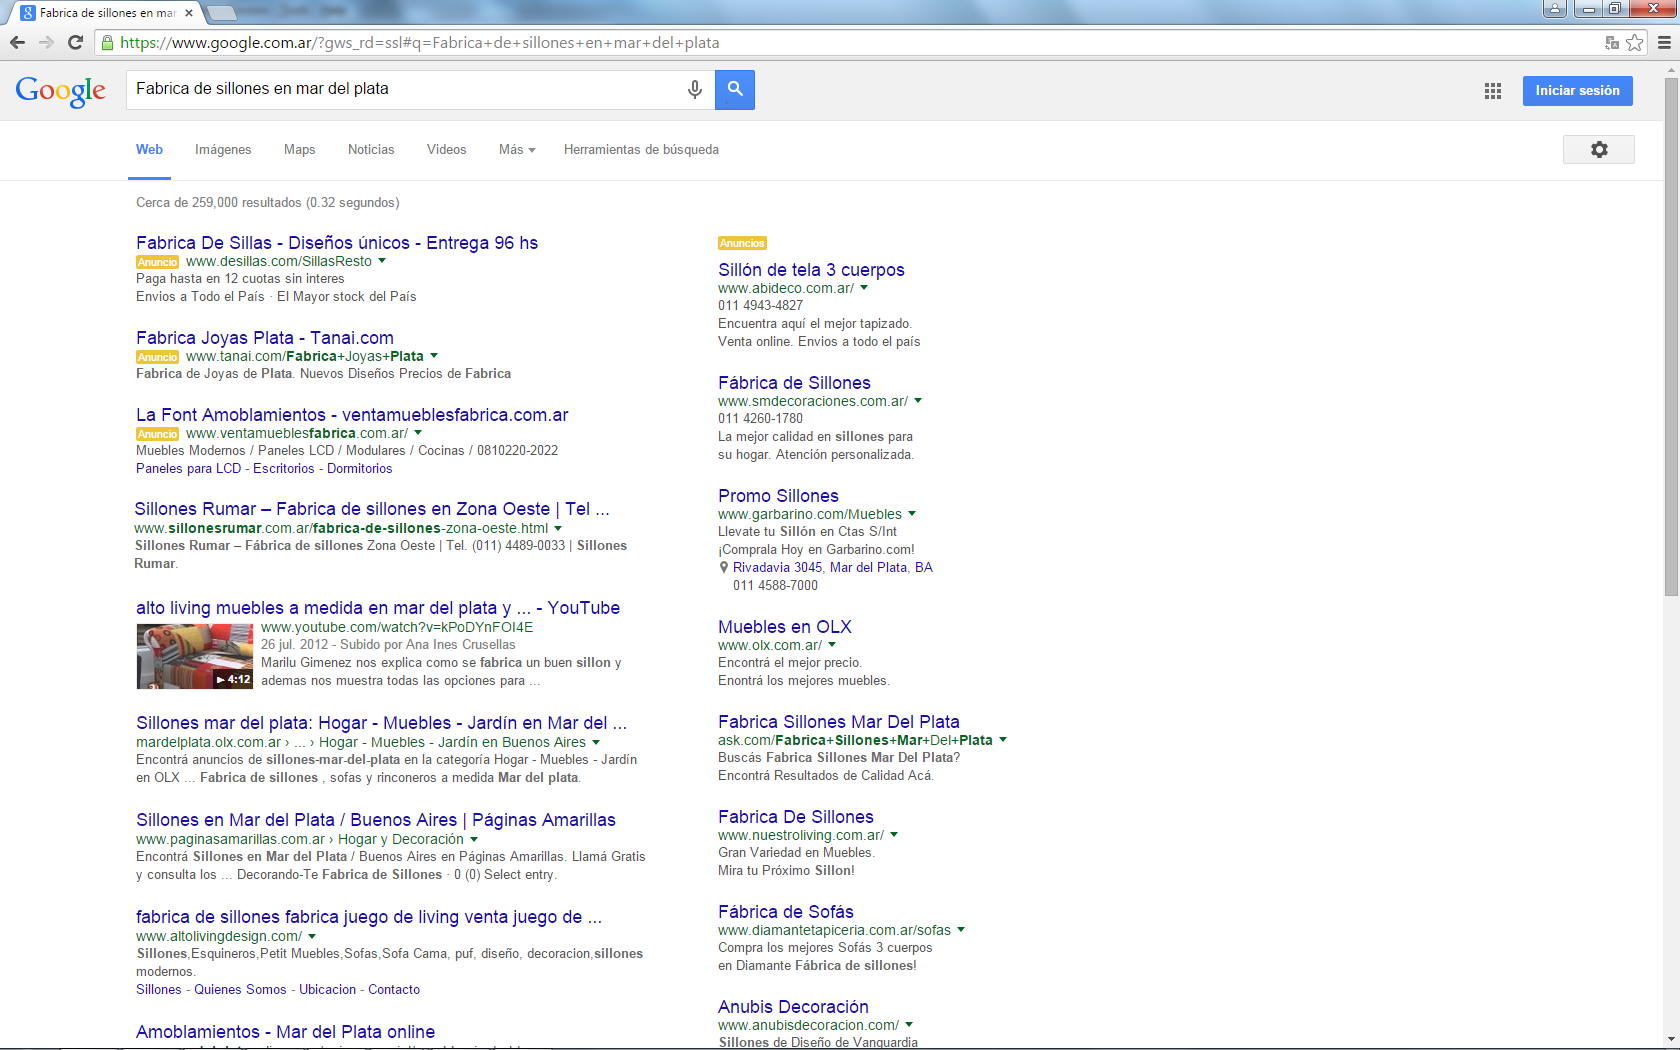 Fabrica de sillones en mar
https://www.google.com.ar/?gws_rd=ssl#q=Fabrica+de+sillones+en+mar+del+plata
Google
Fabrica de sillones en mar del plata
Iniciar sesión
Web Imágenes Maps Noticias Videos Más Herramientas de búsqueda
Cerca de 259,000 resultados (0.32 segundos)
Fabrica De Sillas - Diseños únicos - Entrega 96 hs
Anuncio www.desillas.com/SillasResto
Paga hasta en 12 cuotas sin interes
Envios a Todo el País · El Mayor stock del País
Fabrica Joyas Plata - Tanai.com
Anuncio www.tanai.com/Fabrica+Joyas+Plata
Fabrica de Joyas de Plata. Nuevos Diseños Precios de Fabrica
La Font Amoblamientos - ventamueblesfabrica.com.ar
Anuncio www.ventamueblesfabrica.com.ar/
Muebles Modernos / Paneles LCD / Modulares / Cocinas / 0810220-2022
Paneles para LCD - Escritorios - Dormitorios
Sillones Rumar – Fabrica de sillones en Zona Oeste | Tel ...
www.sillonesrumar.com.ar/fabrica-de-sillones-zona-oeste.html
Sillones Rumar – Fábrica de sillones Zona Oeste | Tel. (011) 4489-0033 | Sillones
Rumar.
alto living muebles a medida en mar del plata y ... - YouTube
www.youtube.com/watch?v=kPoDYnFOI4E
26 jul. 2012 - Subido por Ana Ines Crusellas
Marilu Gimenez nos explica como se fabrica un buen sillon y
ademas nos muestra todas las opciones para ...
4:12
Sillones mar del plata: Hogar - Muebles - Jardín en Mar del ...
mardelplata.olx.com.ar › ... › Hogar - Muebles - Jardín en Buenos Aires
Encontrá anuncios de sillones-mar-del-plata en la categoría Hogar - Muebles - Jardín
en OLX ... Fabrica de sillones , sofas y rinconeros a medida Mar del plata.
Sillones en Mar del Plata / Buenos Aires | Páginas Amarillas
www.paginasamarillas.com.ar › Hogar y Decoración
Encontrá Sillones en Mar del Plata / Buenos Aires en Páginas Amarillas. Llamá Gratis
y consulta los ... Decorando-Te Fabrica de Sillones · 0 (0) Select entry.
fabrica de sillones fabrica juego de living venta juego de ...
www.altolivingdesign.com/
Sillones,Esquineros,Petit Muebles,Sofas,Sofa Cama, puf, diseño, decoracion,sillones
modernos.
Sillones - Quienes Somos - Ubicacion - Contacto
Amoblamientos - Mar del Plata online
Anuncios
Sillón de tela 3 cuerpos
www.abideco.com.ar/
011 4943-4827
Encuentra aquí el mejor tapizado.
Venta online. Envios a todo el país
Fábrica de Sillones
www.smdecoraciones.com.ar/
011 4260-1780
La mejor calidad en sillones para
su hogar. Atención personalizada.
Promo Sillones
www.garbarino.com/Muebles
Llevate tu Sillón en Ctas S/Int
¡Compralа Hoy en Garbarino.com!
Rivadavia 3045, Mar del Plata, BA
011 4588-7000
Muebles en OLX
www.olx.com.ar/
Encontrá el mejor precio.
Enontrá los mejores muebles.
Fabrica Sillones Mar Del Plata
ask.com/Fabrica+Sillones+Mar+Del+Plata
Buscás Fabrica Sillones Mar Del Plata?
Encontrá Resultados de Calidad Acá.
Fabrica De Sillones
www.nuestroliving.com.ar/
Gran Variedad en Muebles.
Mira tu Próximo Sillon!
Fábrica de Sofás
www.diamantetapiceria.com.ar/sofas
Compra los mejores Sofás 3 cuerpos
en Diamante Fábrica de sillones!
Anubis Decoración
www.anubisdecoracion.com/
Sillones de Diseño de Vanguardia